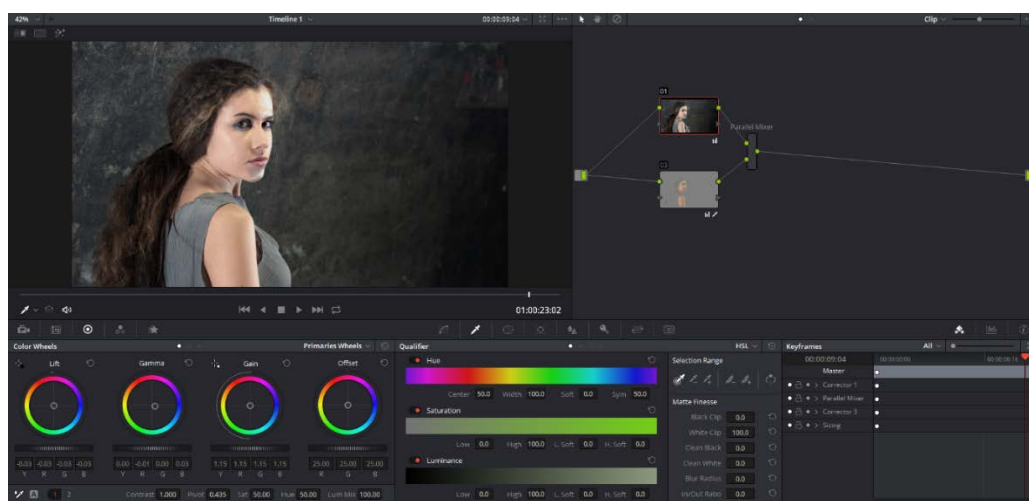 42% Timeline 1 00:00:09:04 Clip
01
Parallel Mixer
01:00:23:02
Color Wheels Primaries Wheels
Lift Gamma Gain Offset
-0.03 -0.03 -0.03 -0.03 0.00 -0.01 0.00 0.03 1.15 1.15 1.15 1.15 25.00 25.00 25.00
Y R G B Y R G B Y R G B R G B
A 1 2 Contrast 1.000 Pivot 0.435 Sat 50.00 Hue 50.00 Lum Mix 100.00
Qualifier HSL
Hue
Center 50.0 Width 100.0 Soft 0.0 Sym 50.0
Saturation
Low 0.0 High 100.0 L. Soft 0.0 H. Soft 0.0
Luminance
Low 0.0 High 100.0 L. Soft 0.0 H. Soft 0.0
Selection Range
Matte Finesse
Black Clip 0.0
White Clip 100.0
Clean Black 0.0
Clean White 0.0
Blur Radius 0.0
In/Out Ratio 0.0
Keyframes All
00:00:09:04 00:00:00:00
Master
Corrector 1
Parallel Mixer
Corrector 3
Sizing